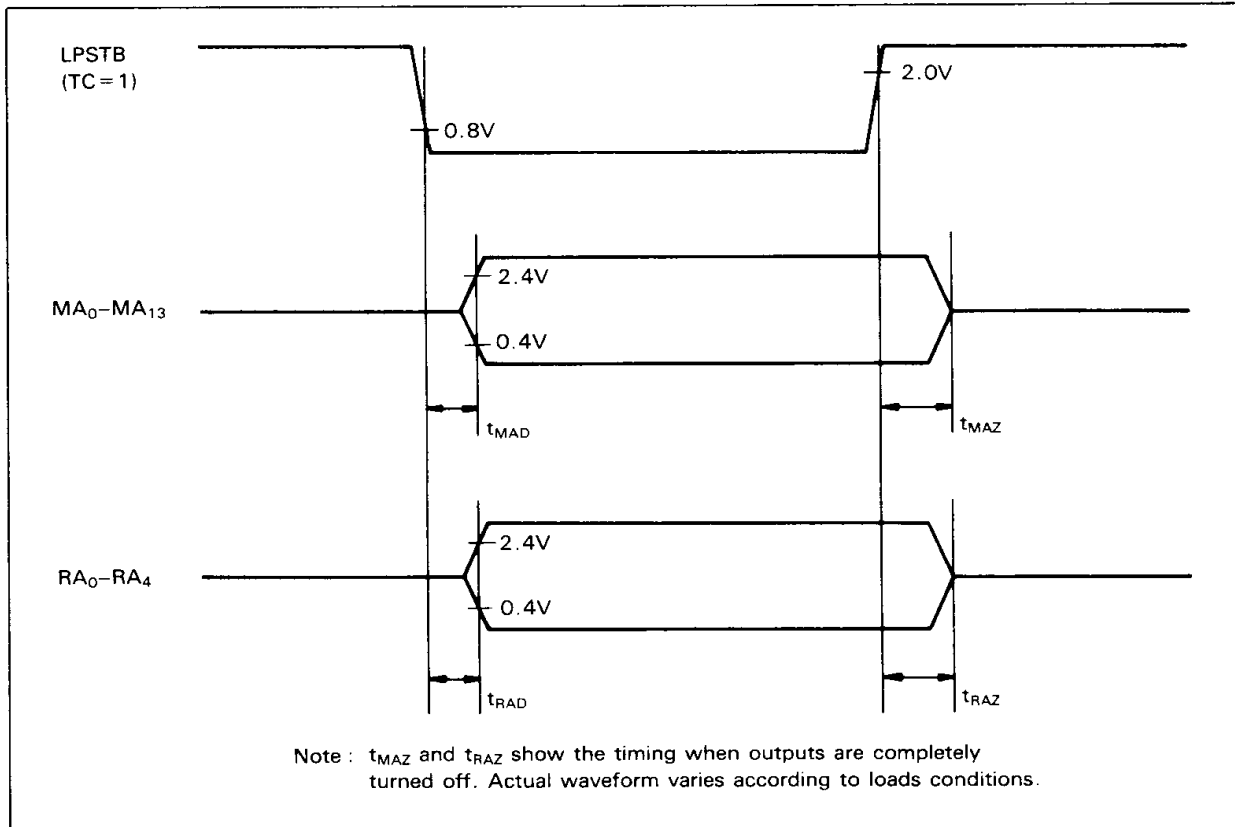 LPSTB
(TC=1)
2.0V
0.8V
2.4V
MA₀–MA₁₃
0.4V
tMAD
tMAZ
2.4V
RA₀–RA₄
0.4V
tRAD
tRAZ
Note : tMAZ and tRAZ show the timing when outputs are completely
turned off. Actual waveform varies according to loads conditions.